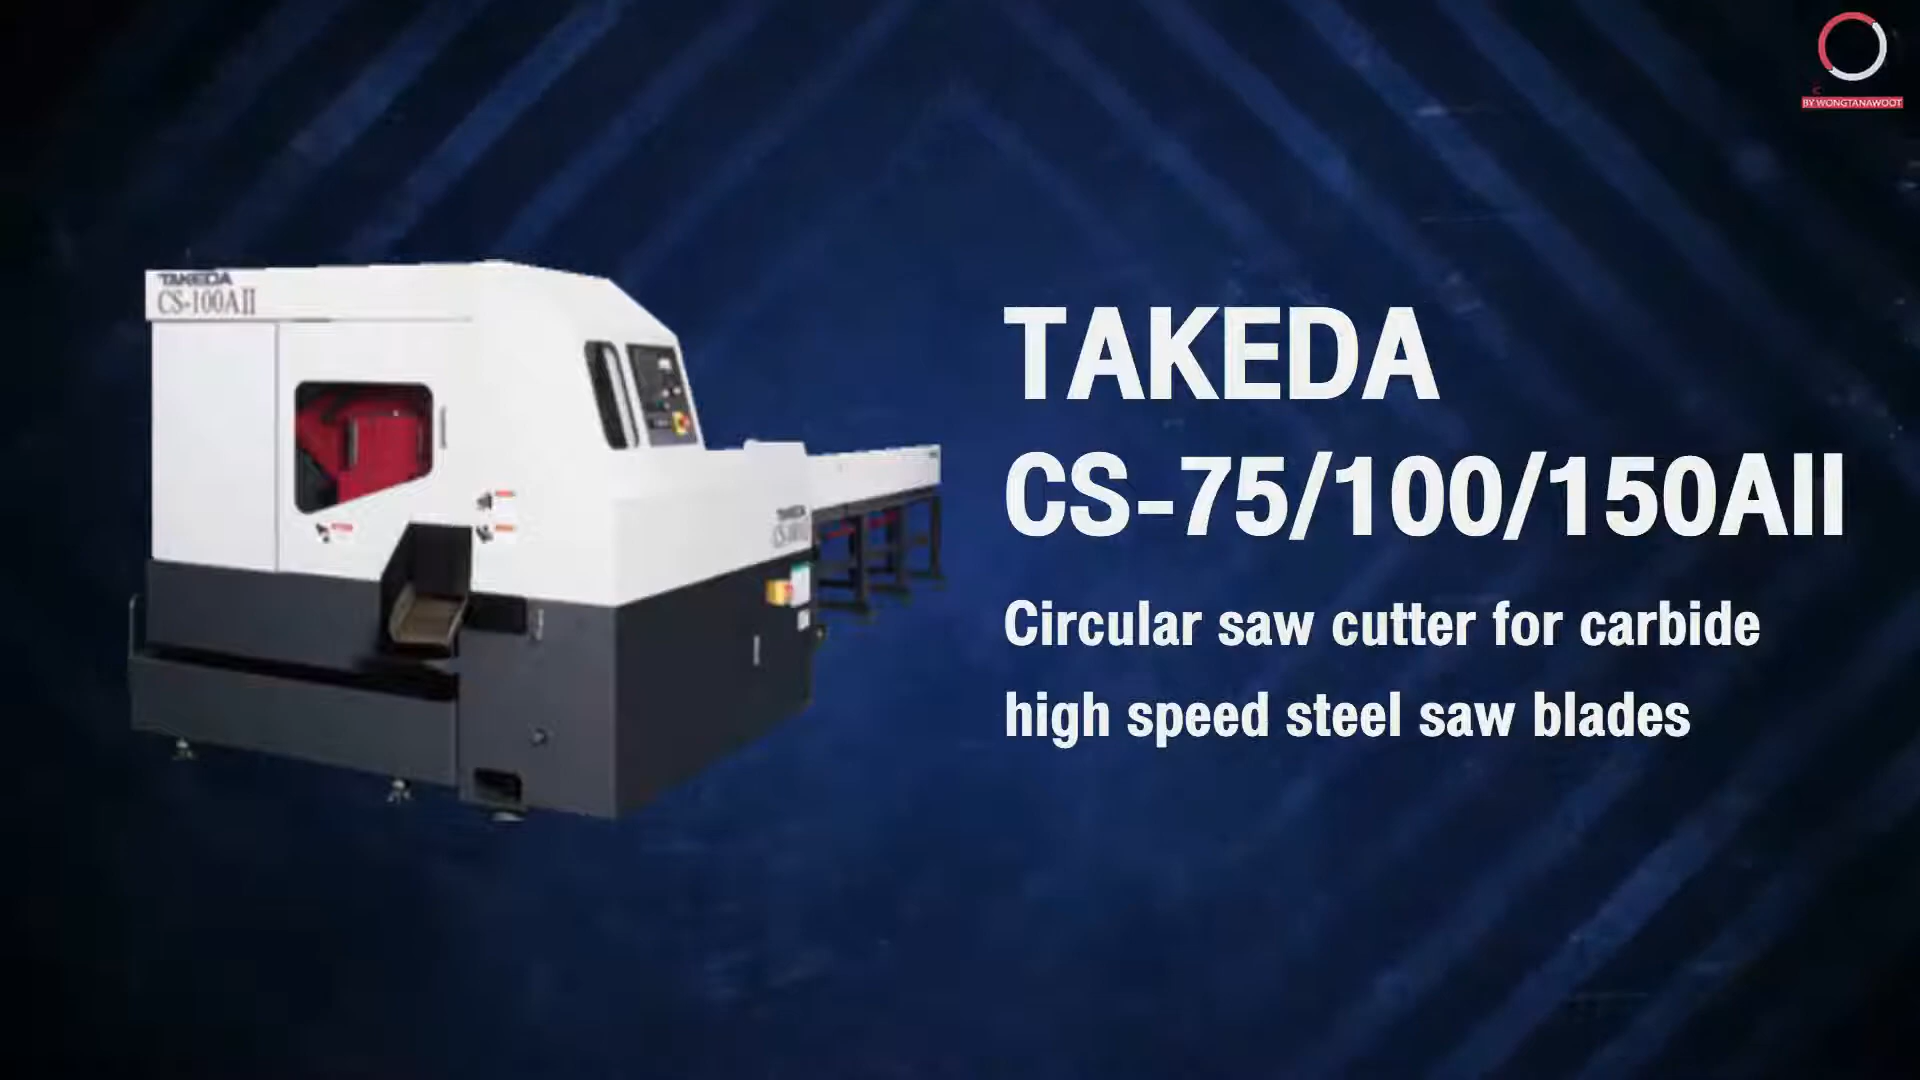 BY WONGTANAWOOT
TAKEDA
CS-100AII
TAKEDA
CS-75/100/150AII
Circular saw cutter for carbide
high speed steel saw blades
TAKEDA